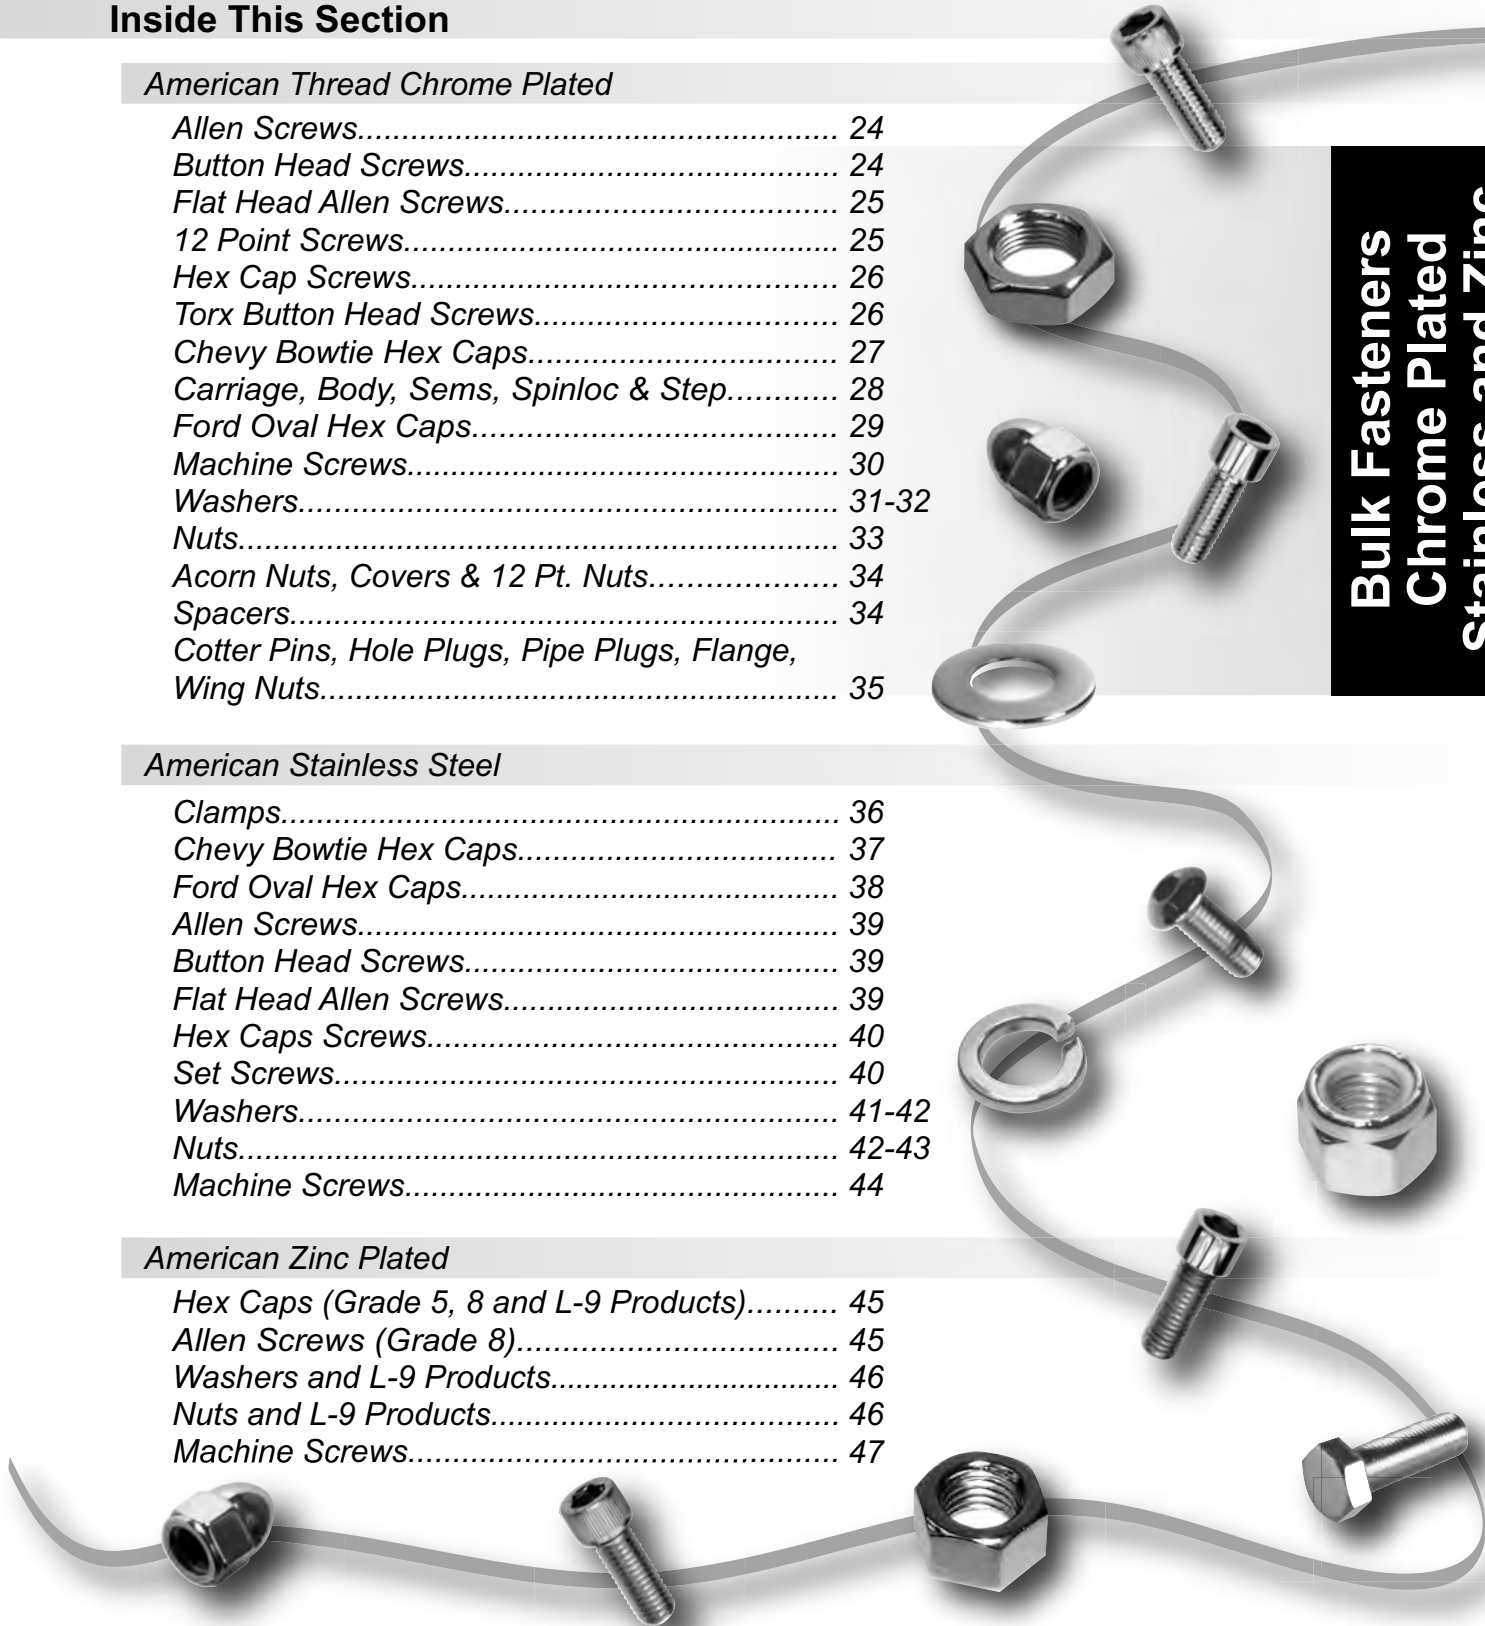 Inside This Section
American Thread Chrome Plated
Allen Screws..................................................... 24
Button Head Screws......................................... 24
Flat Head Allen Screws..................................... 25
12 Point Screws................................................ 25
Hex Cap Screws............................................... 26
Torx Button Head Screws.................................. 26
Chevy Bowtie Hex Caps................................... 27
Carriage, Body, Sems, Spinloc & Step............ 28
Ford Oval Hex Caps......................................... 29
Machine Screws................................................ 30
Washers............................................................ 31-32
Nuts................................................................... 33
Acorn Nuts, Covers & 12 Pt. Nuts..................... 34
Spacers............................................................. 34
Cotter Pins, Hole Plugs, Pipe Plugs, Flange,
Wing Nuts.......................................................... 35
American Stainless Steel
Clamps.............................................................. 36
Chevy Bowtie Hex Caps................................... 37
Ford Oval Hex Caps.......................................... 38
Allen Screws..................................................... 39
Button Head Screws......................................... 39
Flat Head Allen Screws..................................... 39
Hex Caps Screws.............................................. 40
Set Screws........................................................ 40
Washers............................................................ 41-42
Nuts................................................................... 42-43
Machine Screws................................................ 44
American Zinc Plated
Hex Caps (Grade 5, 8 and L-9 Products).......... 45
Allen Screws (Grade 8).................................... 45
Washers and L-9 Products................................ 46
Nuts and L-9 Products....................................... 46
Machine Screws................................................ 47
Bulk Fasteners
Chrome Plated
Stainless and Zinc